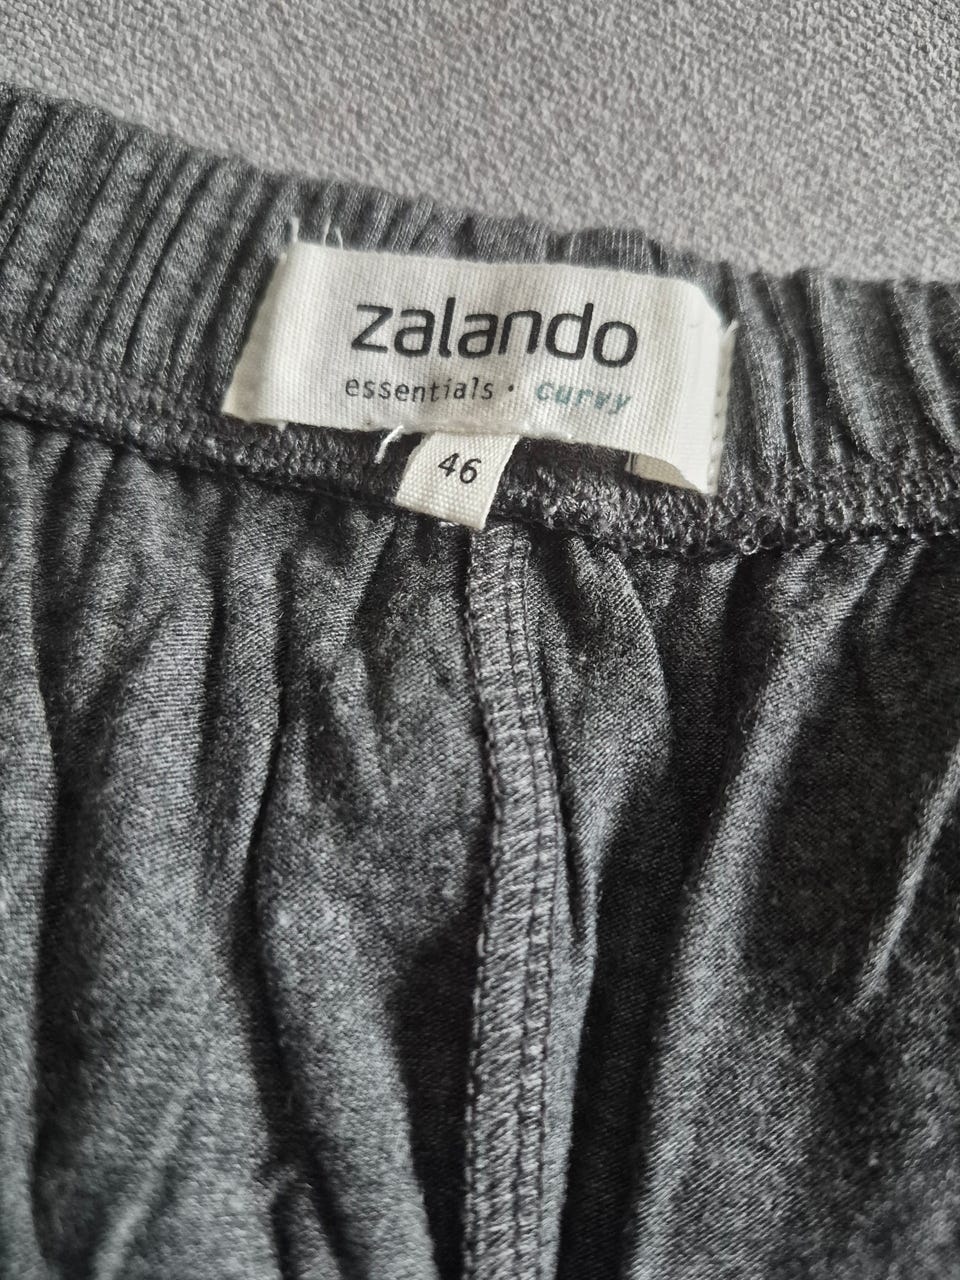 zalando
essentials · curvy
46